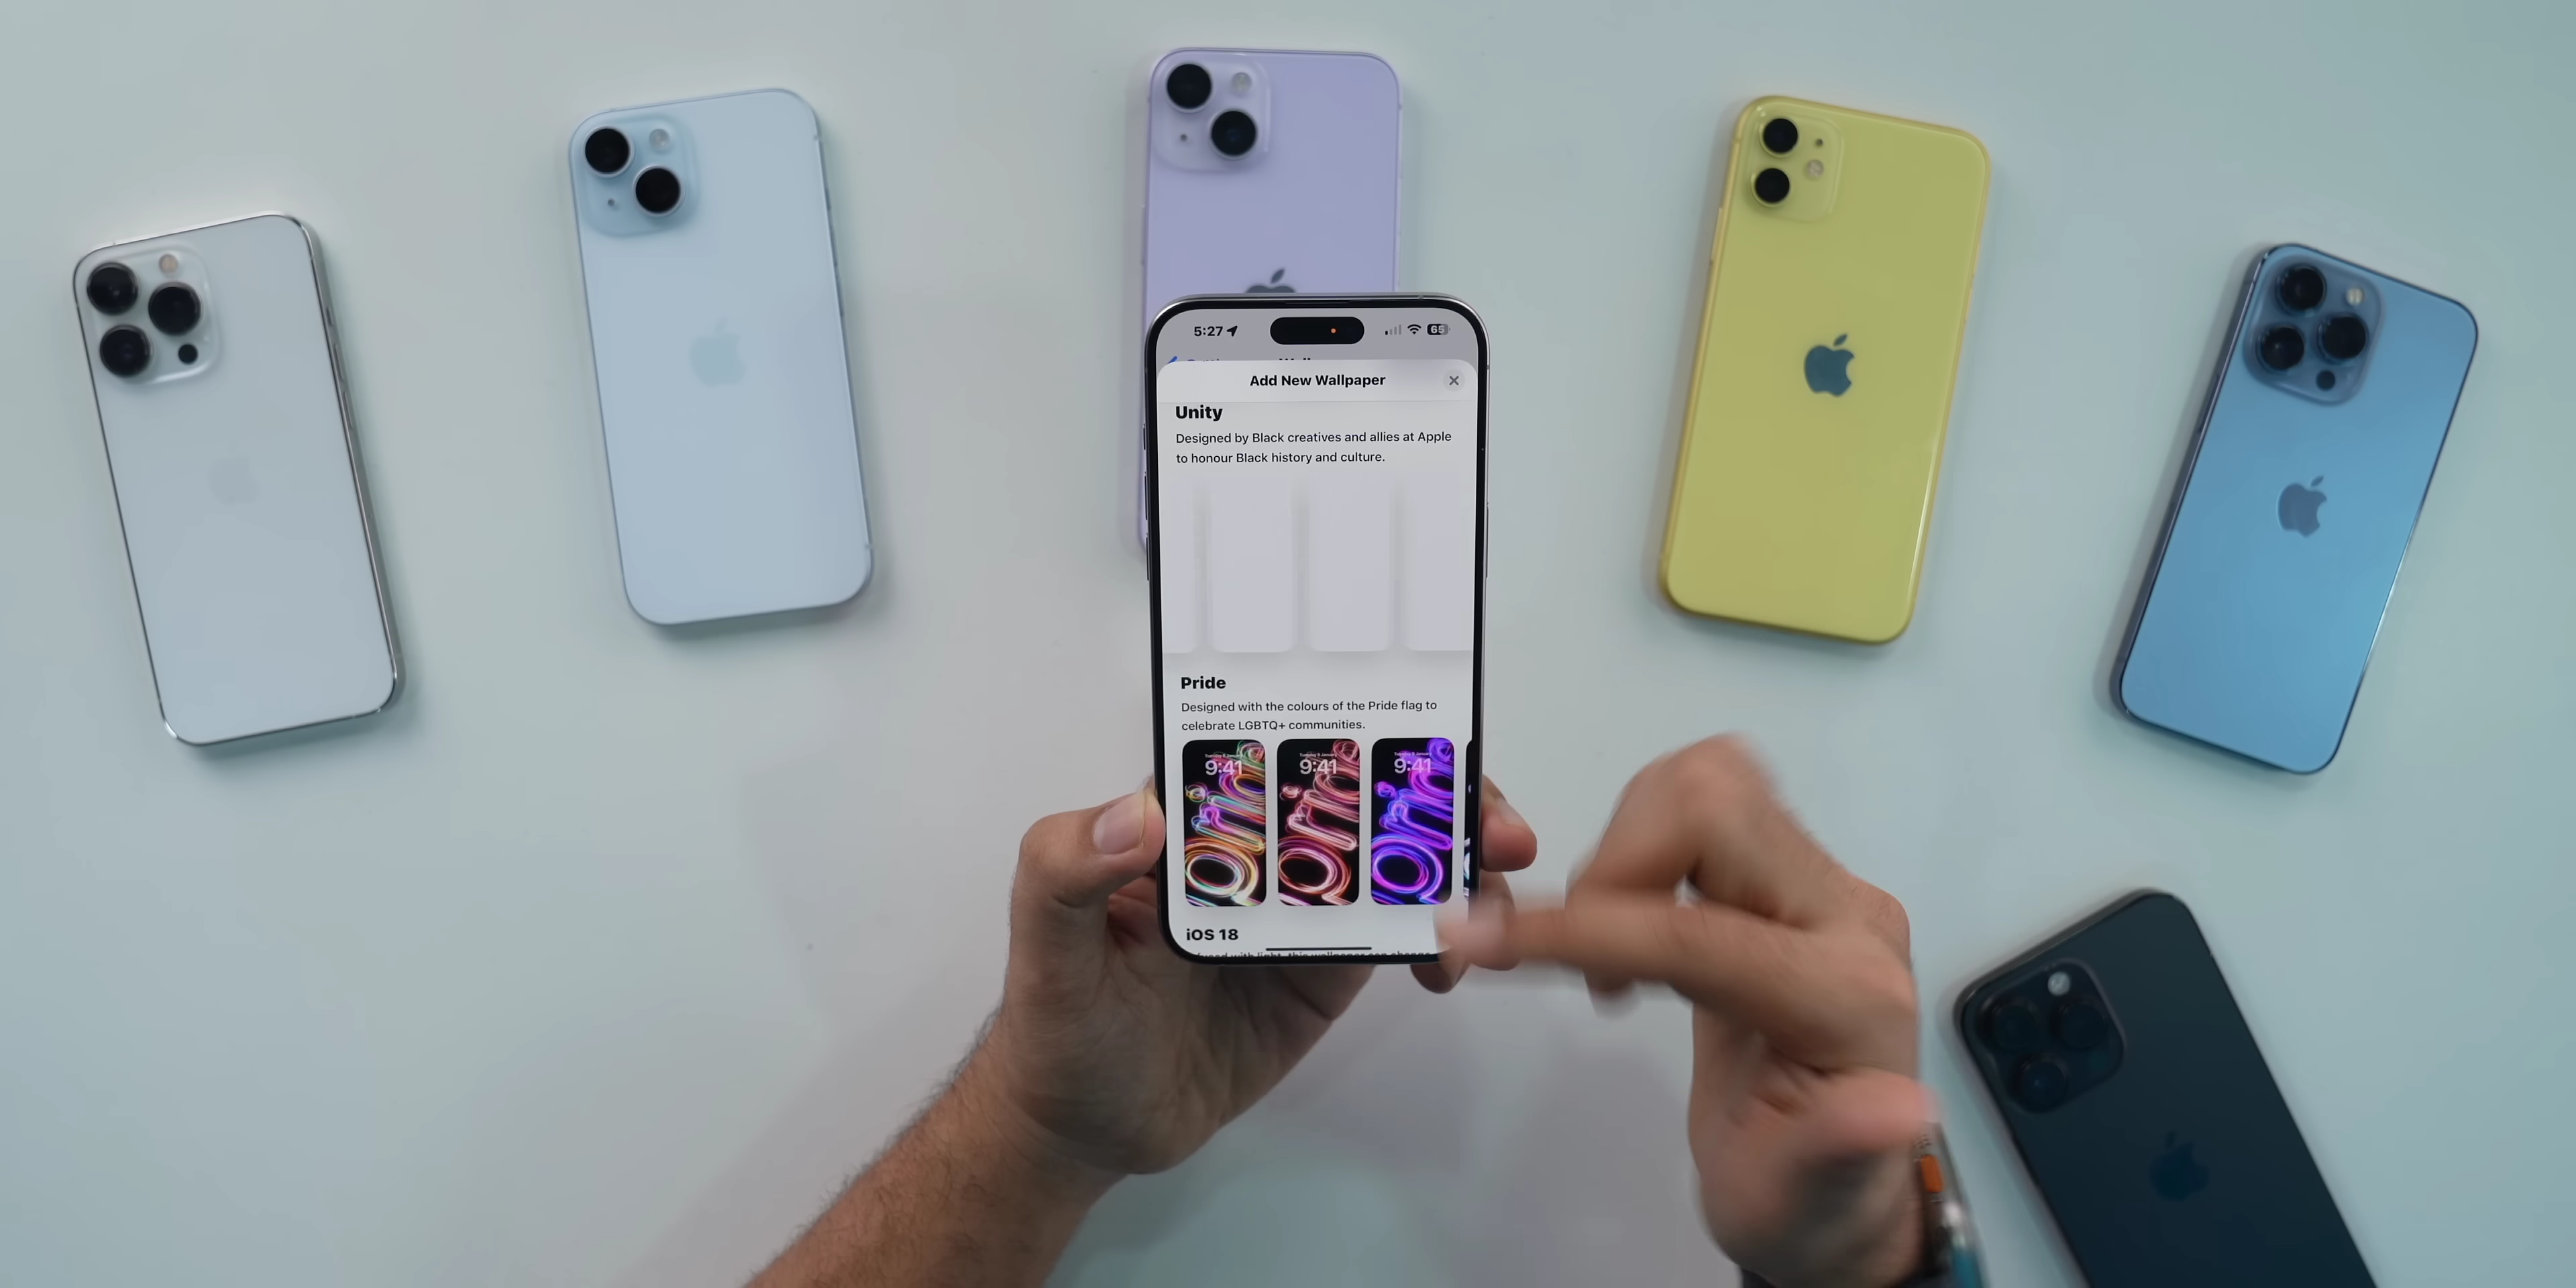 5:27
65
Add New Wallpaper
Unity
Designed by Black creatives and allies at Apple
to honour Black history and culture.
Pride
Designed with the colours of the Pride flag to
celebrate LGBTQ+ communities.
9:41
9:41
9:41
iOS 18